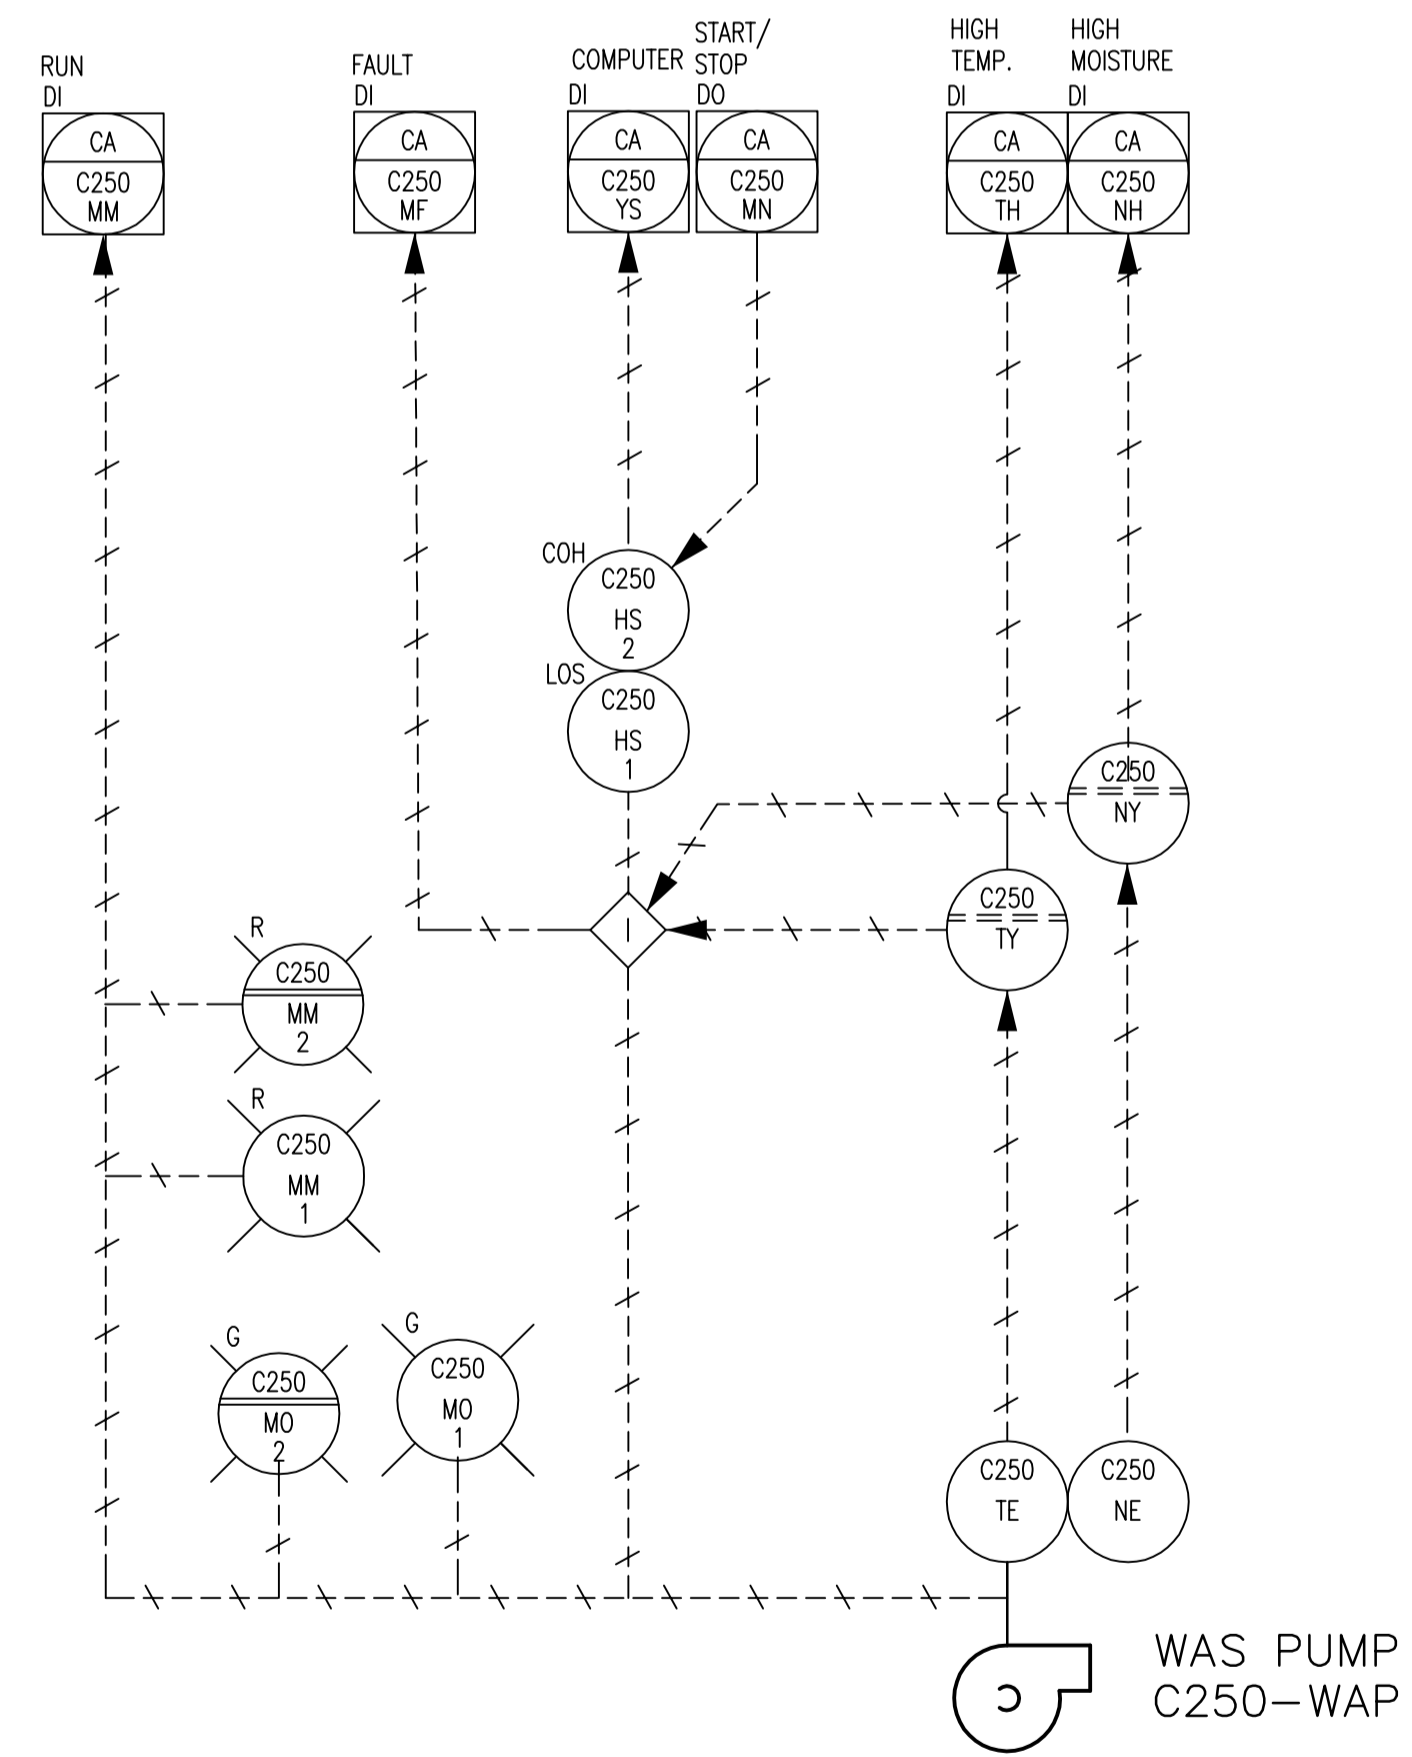 RUN
DI
CA
C250
MM
FAULT
DI
CA
C250
MF
COMPUTER
DI
CA
C250
YS
START/
STOP
DO
CA
C250
MN
HIGH
TEMP.
DI
CA
C250
TH
HIGH
MOISTURE
DI
CA
C250
NH
COH
C250
HS
2
LOS
C250
HS
1
C250
NY
C250
TY
R
C250
MM
2
R
C250
MM
1
G
C250
MO
2
G
C250
MO
1
C250
TE
C250
NE
WAS PUMP
C250-WAP